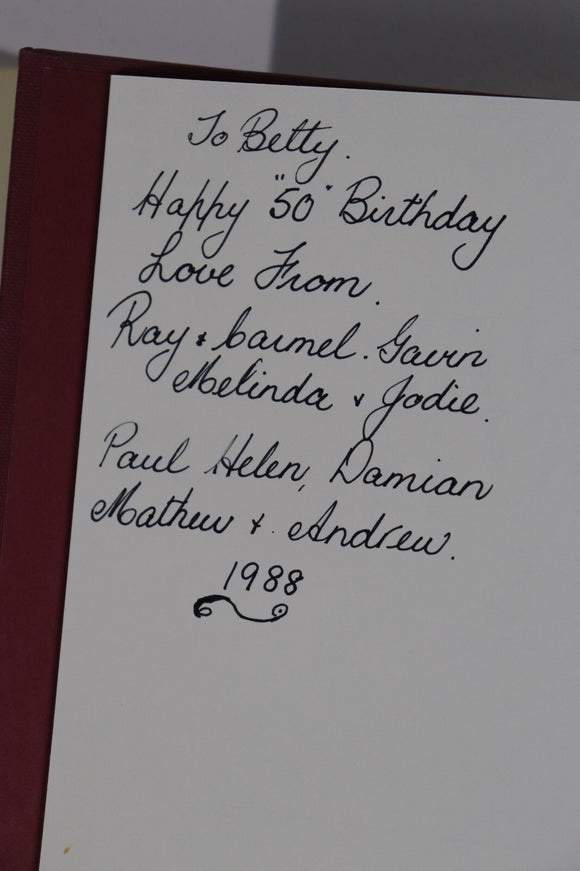 To Betty.
Happy "50" Birthday
Love From.
Ray & Carmel. Gavin
Melinda & Jodie.
Paul Helen, Damian
Mathew &. Andrew.
1988